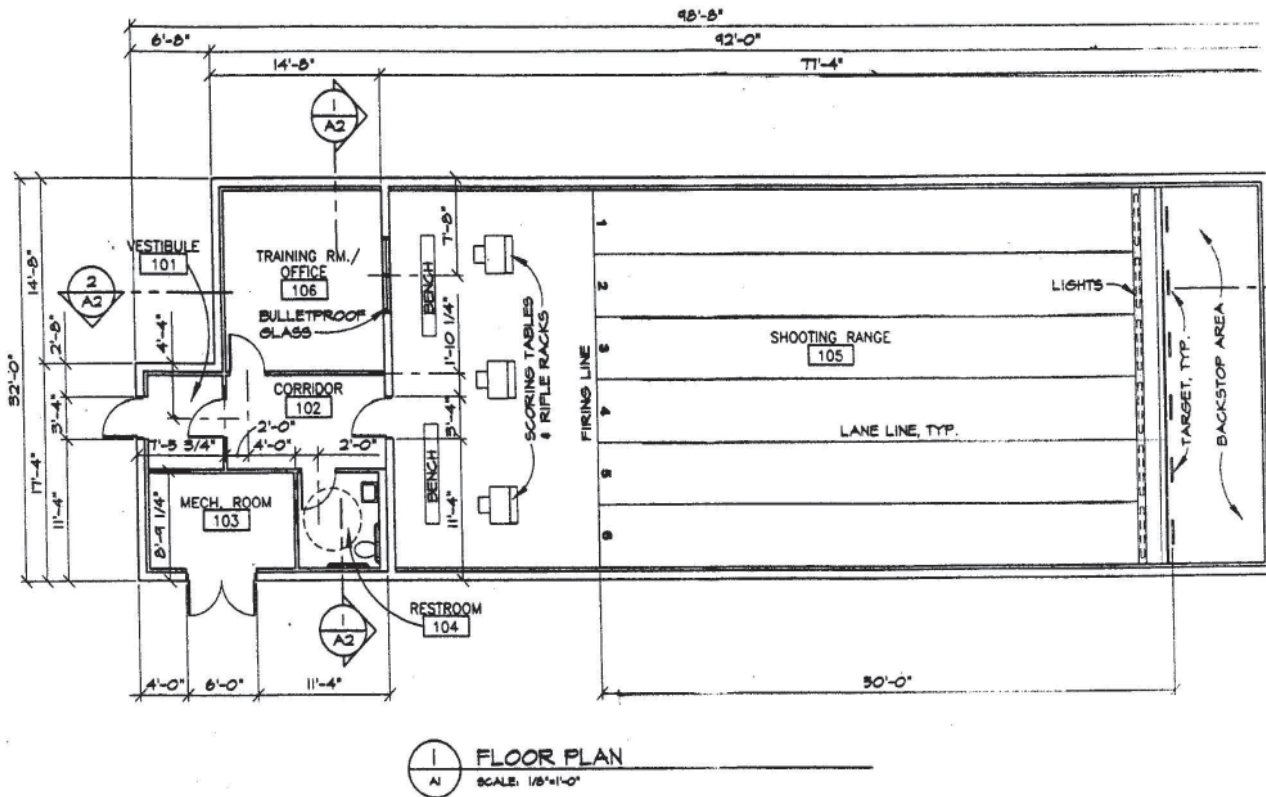 98'-8"
6'-8"
92'-0"
14'-8"
77'-4"
1
A2
32'-0"
14'-8"
2'-8"
3'-4"
17'-4"
11'-4"
VESTIBULE
101
2
A2
4'-4"
TRAINING RM./
OFFICE
106
BULLETPROOF
GLASS
BENCH
7'-8"
1'-10 1/4"
SCORING TABLES
& RIFLE RACKS
FIRING LINE
1
2
3
4
5
6
SHOOTING RANGE
105
LANE LINE, TYP.
LIGHTS
TARGET, TYP.
BACKSTOP AREA
CORRIDOR
102
2'-0"
7'-5 3/4"
4'-0"
2'-0"
3'-4"
BENCH
11'-4"
MECH. ROOM
103
8'-9 1/4"
RESTROOM
104
1
A2
4'-0"
6'-0"
11'-4"
50'-0"
1
A1
FLOOR PLAN
SCALE: 1/8"=1'-0"